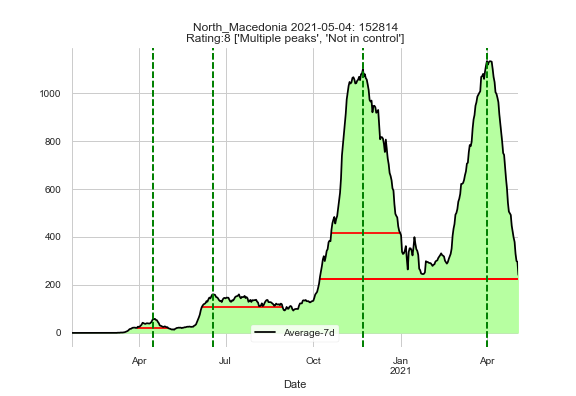 North_Macedonia 2021-05-04: 152814
Rating:8 ['Multiple peaks', 'Not in control']
1000
800
600
400
200
0
Average-7d
Apr
Jul
Oct
Jan
2021
Apr
Date